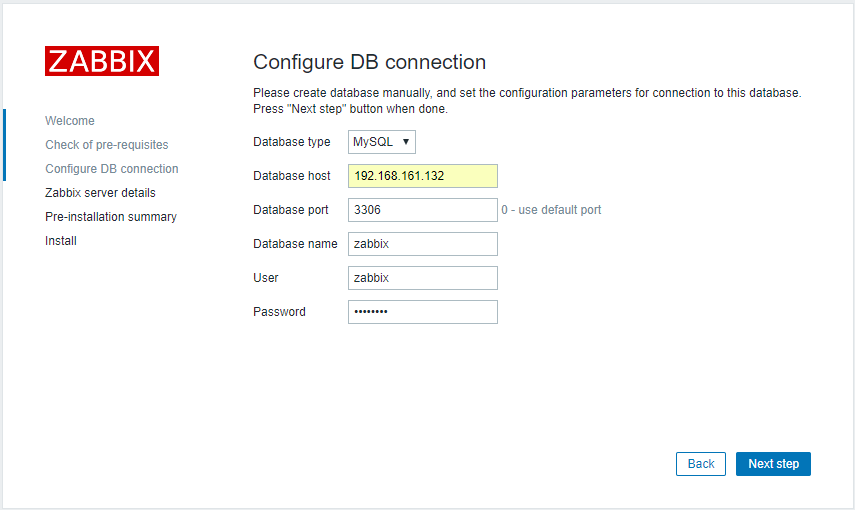 ZABBIX
Welcome
Check of pre-requisites
Configure DB connection
Zabbix server details
Pre-installation summary
Install
Configure DB connection
Please create database manually, and set the configuration parameters for connection to this database.
Press "Next step" button when done.
Database type MySQL ▼
Database host 192.168.161.132
Database port 3306 0 - use default port
Database name zabbix
User zabbix
Password ••••••••
Back Next step